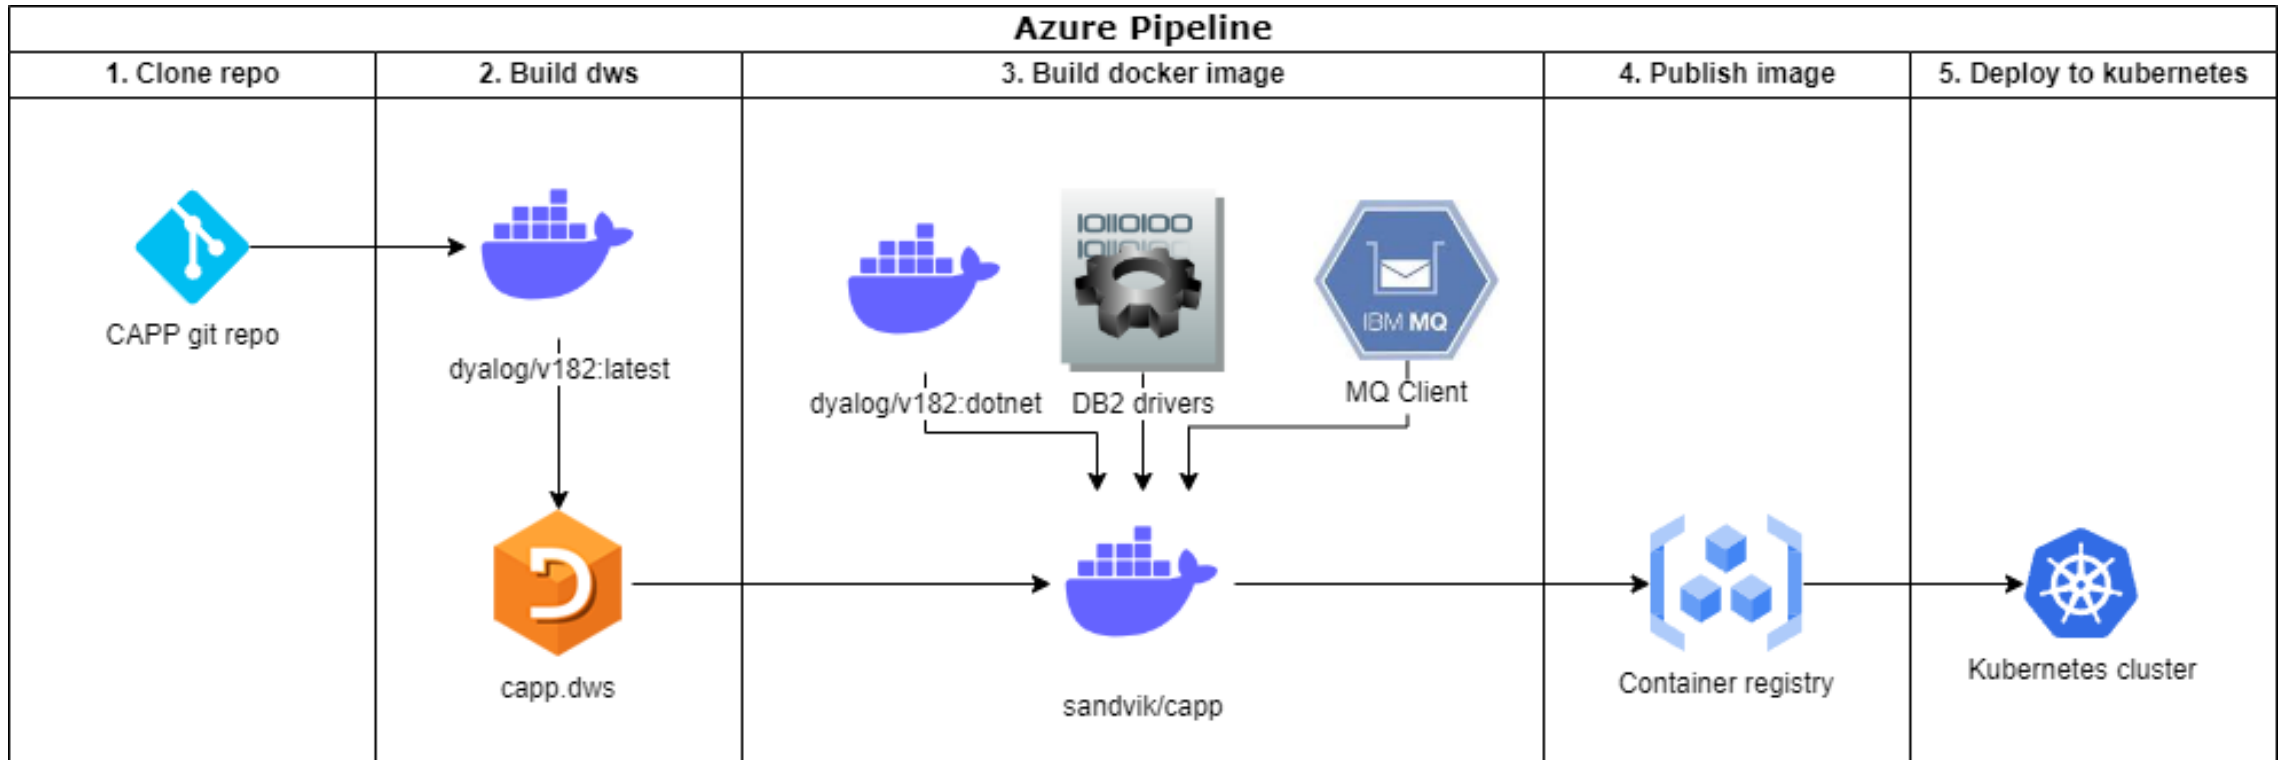 Azure Pipeline
1. Clone repo
2. Build dws
3. Build docker image
4. Publish image
5. Deploy to kubernetes
CAPP git repo
dyalog/v182:latest
capp.dws
dyalog/v182:dotnet
10110100
10110100
DB2 drivers
IBM MQ
MQ Client
sandvik/capp
Container registry
Kubernetes cluster